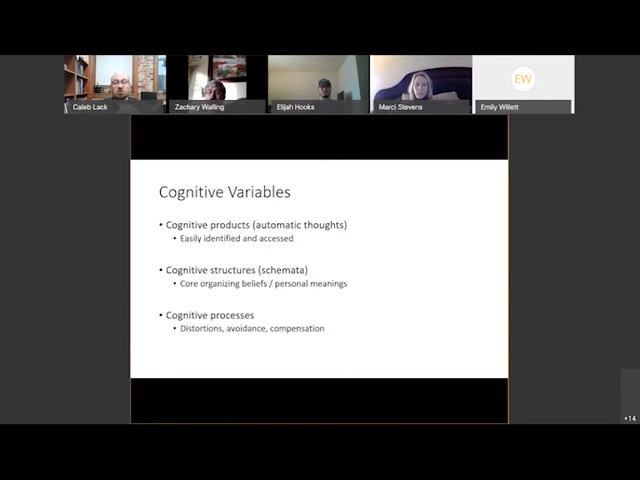 EW
Caleb Lack
Zachary Walling
Elijah Hooks
Marci Stevens
Emily Willett
Cognitive Variables
• Cognitive products (automatic thoughts)
• Easily identified and accessed
• Cognitive structures (schemata)
• Core organizing beliefs / personal meanings
• Cognitive processes
• Distortions, avoidance, compensation
+14